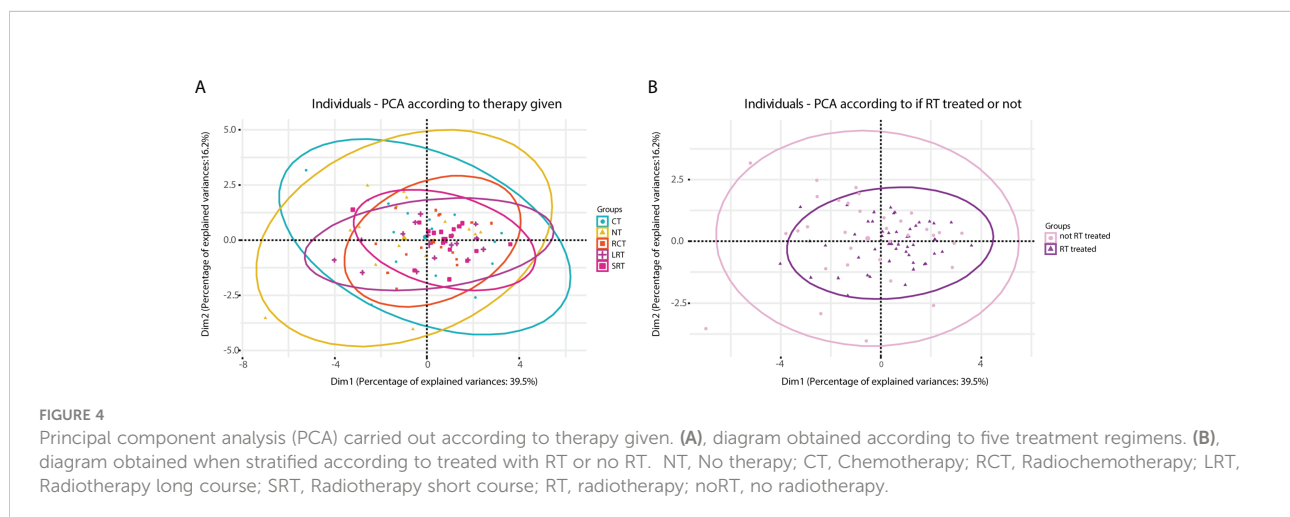 A
Individuals - PCA according to therapy given
Dim2 (Percentage of explained variances:16.2%)
5.0
2.5
0.0
-2.5
-5.0
-8
-4
0
4
Dim1 (Percentage of explained variances: 39.5%)
Groups
CT
NT
RCT
LRT
SRT
B
Individuals - PCA according to if RT treated or not
Dim2 (Percentage of explained variances:16.2%)
2.5
0.0
-2.5
-4
0
4
Dim1 (Percentage of explained variances: 39.5%)
Groups
not RT treated
RT treated
FIGURE 4
Principal component analysis (PCA) carried out according to therapy given. (A), diagram obtained according to five treatment regimens. (B),
diagram obtained when stratified according to treated with RT or no RT. NT, No therapy; CT, Chemotherapy; RCT, Radiochemotherapy; LRT,
Radiotherapy long course; SRT, Radiotherapy short course; RT, radiotherapy; noRT, no radiotherapy.